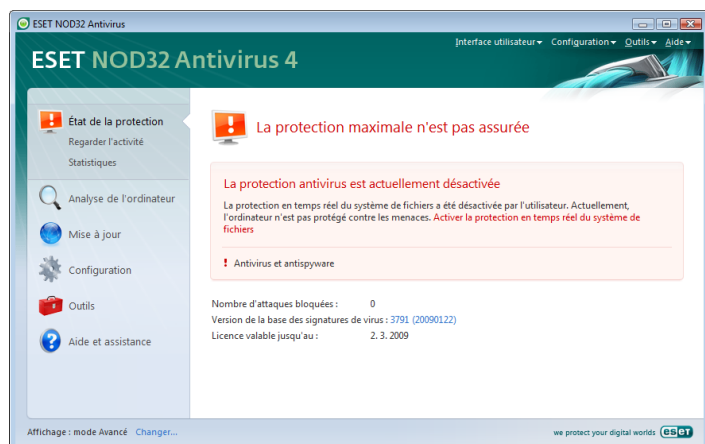 ESET NOD32 Antivirus
Interface utilisateur Configuration Outils Aide
ESET NOD32 Antivirus 4
État de la protection
Regarder l'activité
Statistiques
Analyse de l'ordinateur
Mise à jour
Configuration
Outils
Aide et assistance
La protection maximale n'est pas assurée
La protection antivirus est actuellement désactivée
La protection en temps réel du système de fichiers a été désactivée par l'utilisateur. Actuellement,
l'ordinateur n'est pas protégé contre les menaces. Activer la protection en temps réel du système de
fichiers
! Antivirus et antispyware
Nombre d'attaques bloquées : 0
Version de la base des signatures de virus : 3791 (20090122)
Licence valable jusqu'au : 2. 3. 2009
Affichage : mode Avancé Changer...
we protect your digital worlds eset